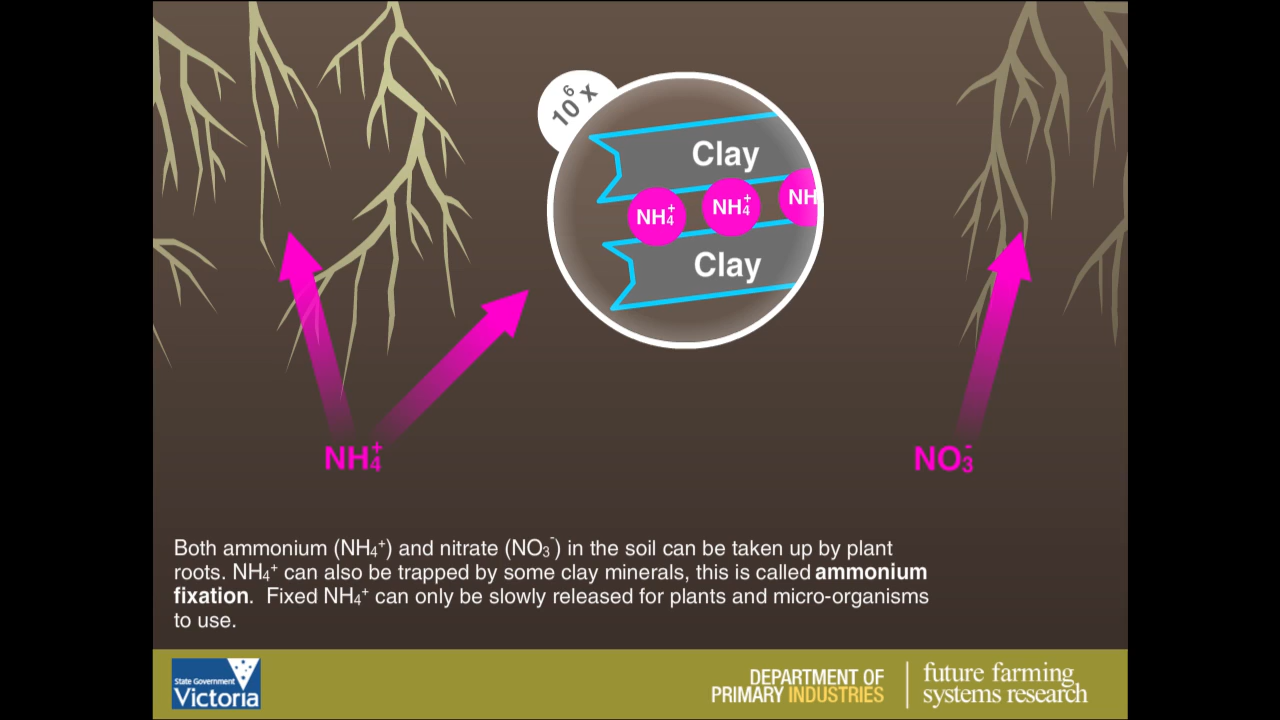 10⁶ x
Clay
NH₄⁺ NH₄⁺ NH
Clay
NH₄⁺
NO₃⁻
Both ammonium (NH₄⁺) and nitrate (NO₃⁻) in the soil can be taken up by plant
roots. NH₄⁺ can also be trapped by some clay minerals, this is called ammonium
fixation. Fixed NH₄⁺ can only be slowly released for plants and micro-organisms
to use.
State Government
Victoria
DEPARTMENT OF
PRIMARY INDUSTRIES
future farming
systems research